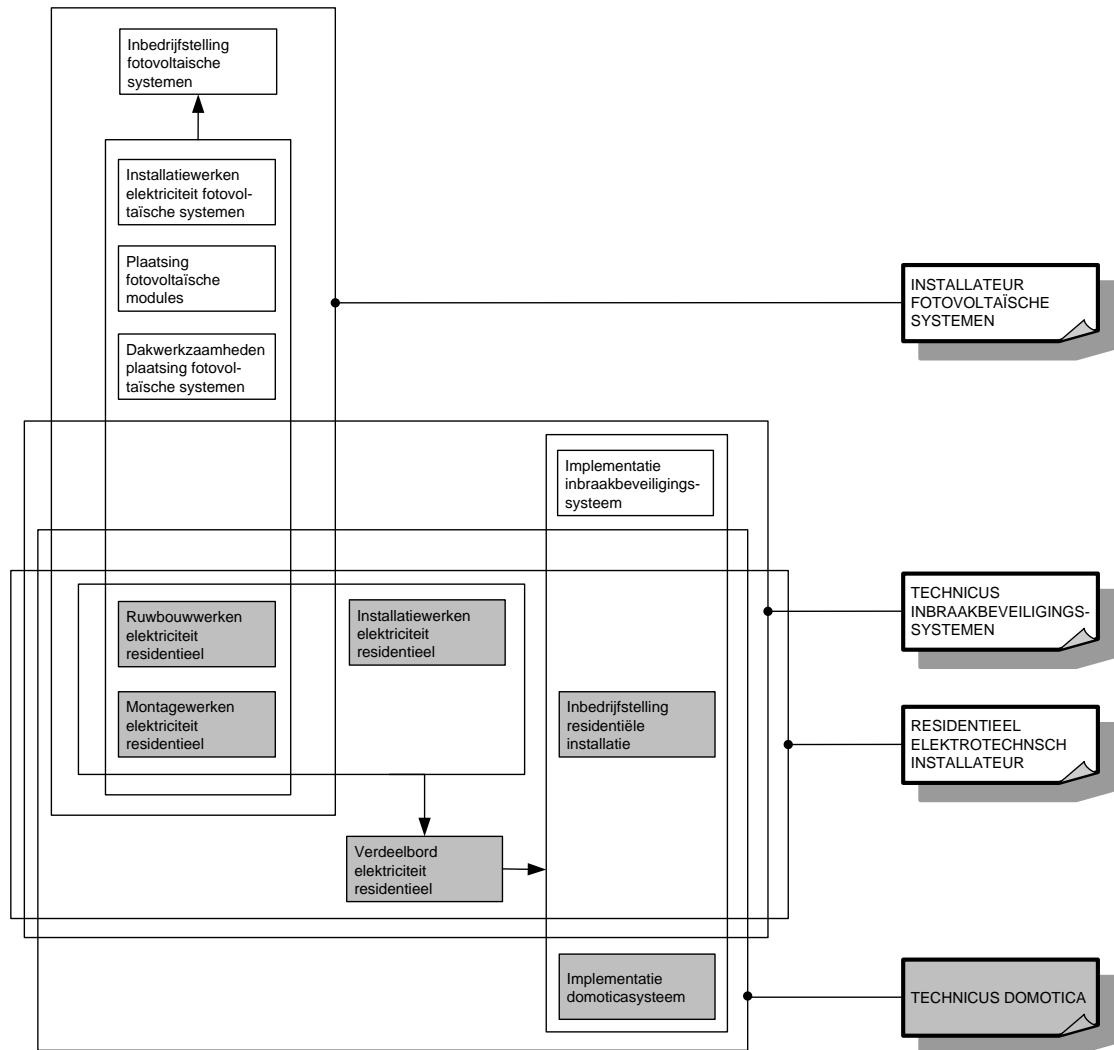 Inbedrijfstelling
fotovoltaische
systemen
Installatiewerken
elektriciteit fotovol-
taïsche systemen
Plaatsing
fotovoltaïsche
modules
INSTALLATEUR
FOTOVOLTAÏSCHE
SYSTEMEN
Dakwerkzaamheden
plaatsing fotovol-
taïsche systemen
Implementatie
inbraakbeveiligings-
systeem
Ruwbouwwerken
elektriciteit
residentieel
Installatiewerken
elektriciteit
residentieel
TECHNICUS
INBRAAKBEVEILIGINGS-
SYSTEMEN
Montagewerken
elektriciteit
residentieel
Inbedrijfstelling
residentiële
installatie
RESIDENTIEEL
ELEKTROTECHNSCH
INSTALLATEUR
Verdeelbord
elektriciteit
residentieel
Implementatie
domoticasysteem
TECHNICUS DOMOTICA